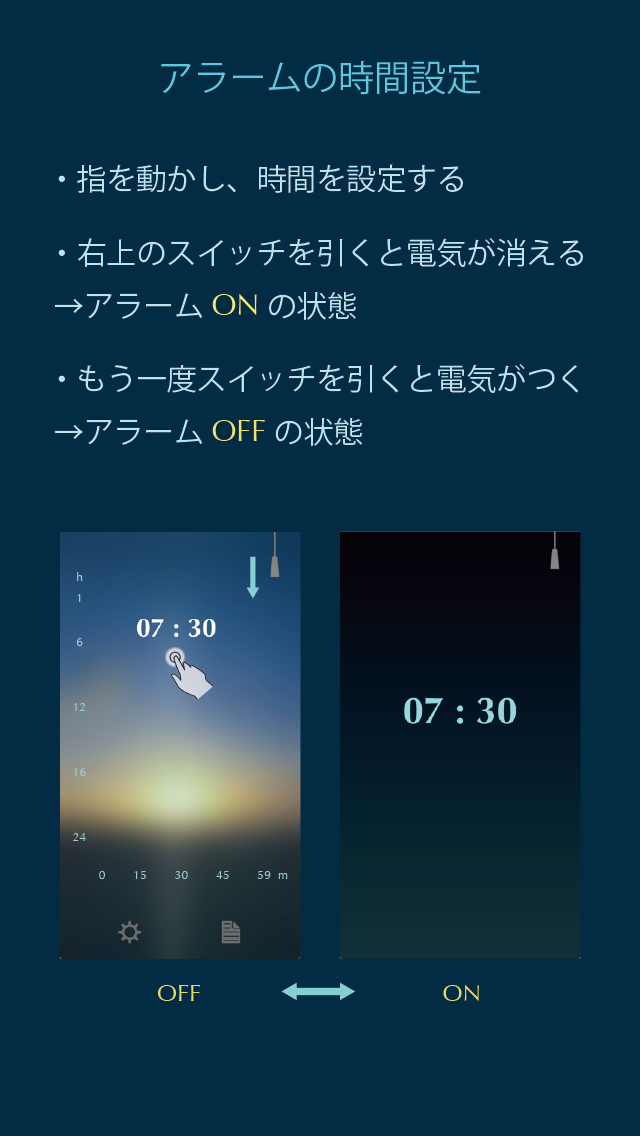 アラームの時間設定
・指を動かし、時間を設定する
・右上のスイッチを引くと電気が消える
→アラーム ON の状態
・もう一度スイッチを引くと電気がつく
→アラーム OFF の状態
h
1
07 : 30
6
12
16
24
0 15 30 45 59 m
07 : 30
OFF
ON